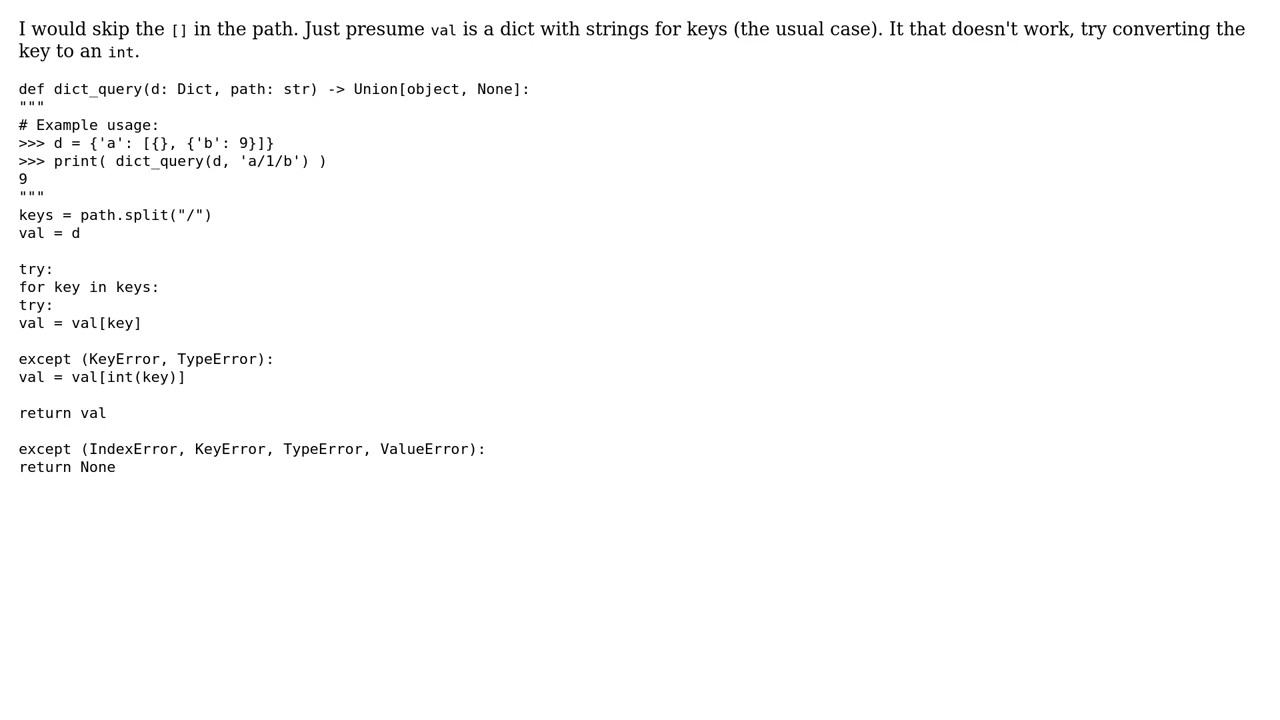 I would skip the [] in the path. Just presume val is a dict with strings for keys (the usual case). It that doesn't work, try converting the
key to an int.
def dict_query(d: Dict, path: str) -> Union[object, None]:
"""
# Example usage:
>>> d = {'a': [{}, {'b': 9}]}
>>> print( dict_query(d, 'a/1/b') )
9
"""
keys = path.split("/")
val = d
try:
for key in keys:
try:
val = val[key]
except (KeyError, TypeError):
val = val[int(key)]
return val
except (IndexError, KeyError, TypeError, ValueError):
return None